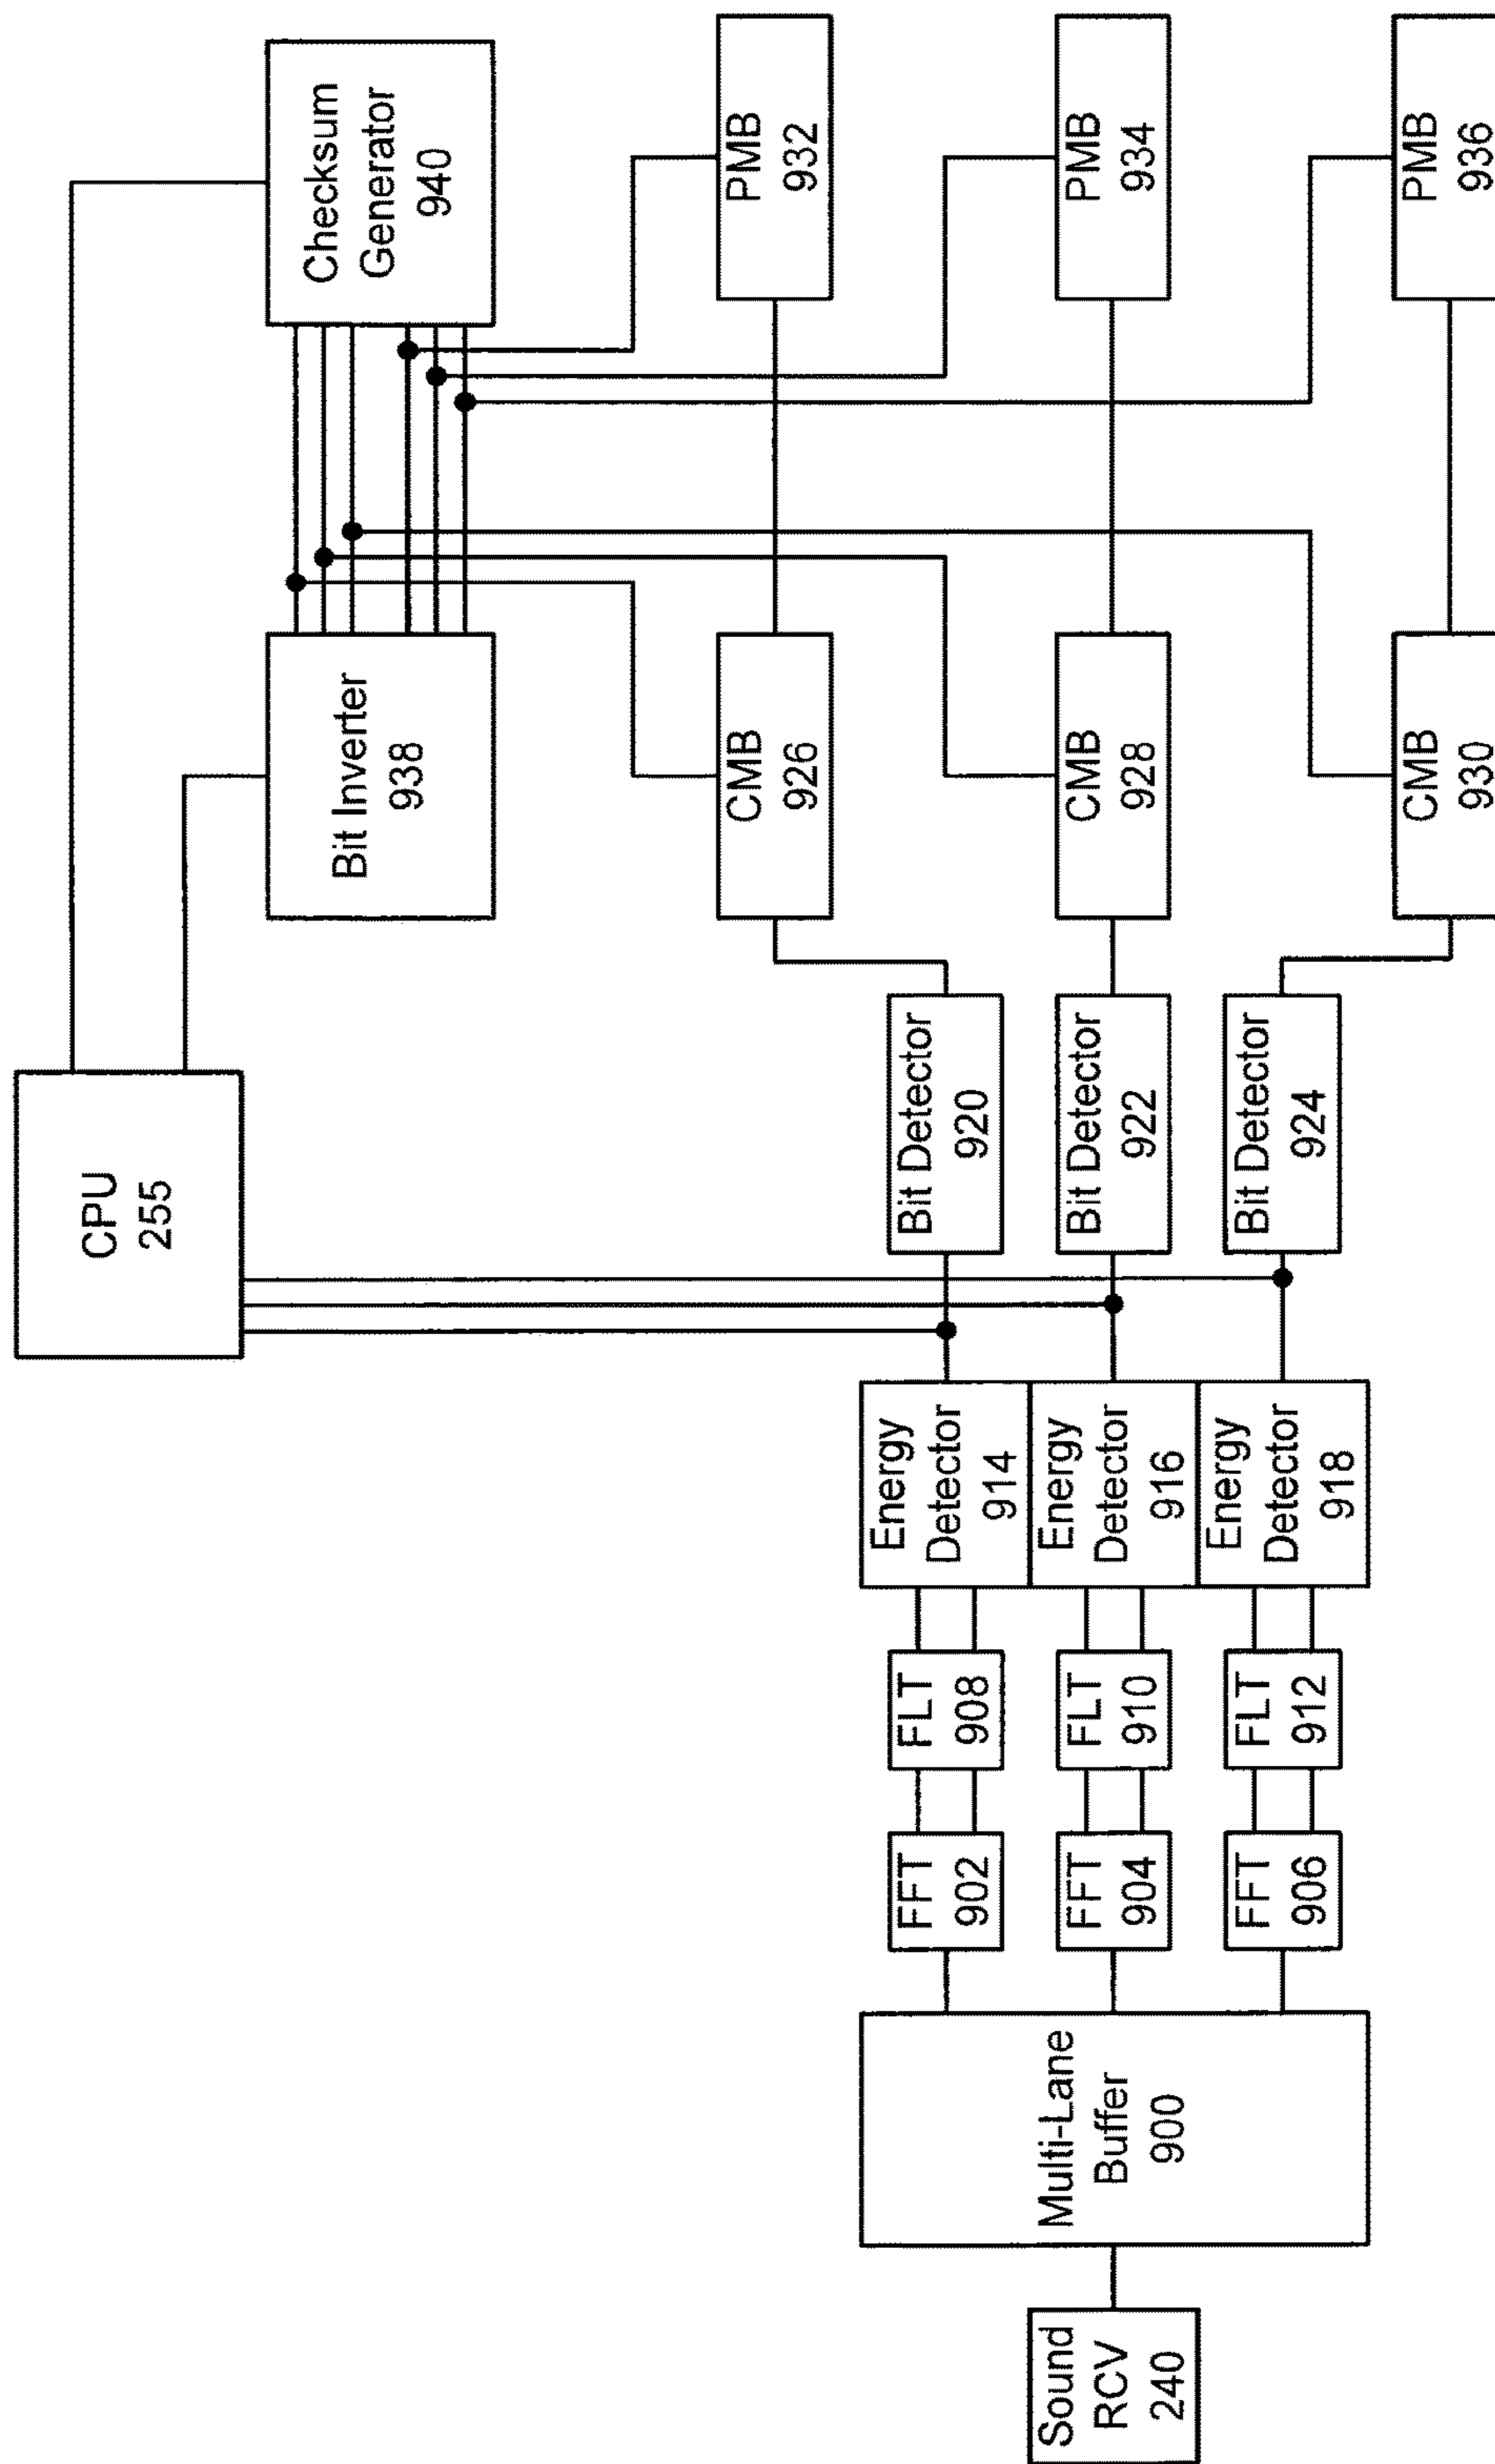 CPU
255
Checksum
Generator
940
Bit Inverter
938
PMB
932
CMB
926
PMB
934
CMB
928
PMB
936
CMB
930
Bit Detector
920
Bit Detector
922
Bit Detector
924
Energy
Detector
914
Energy
Detector
916
Energy
Detector
918
FLT
908
FLT
910
FLT
912
FFT
902
FFT
904
FFT
906
Multi-Lane
Buffer
900
Sound
RCV
240